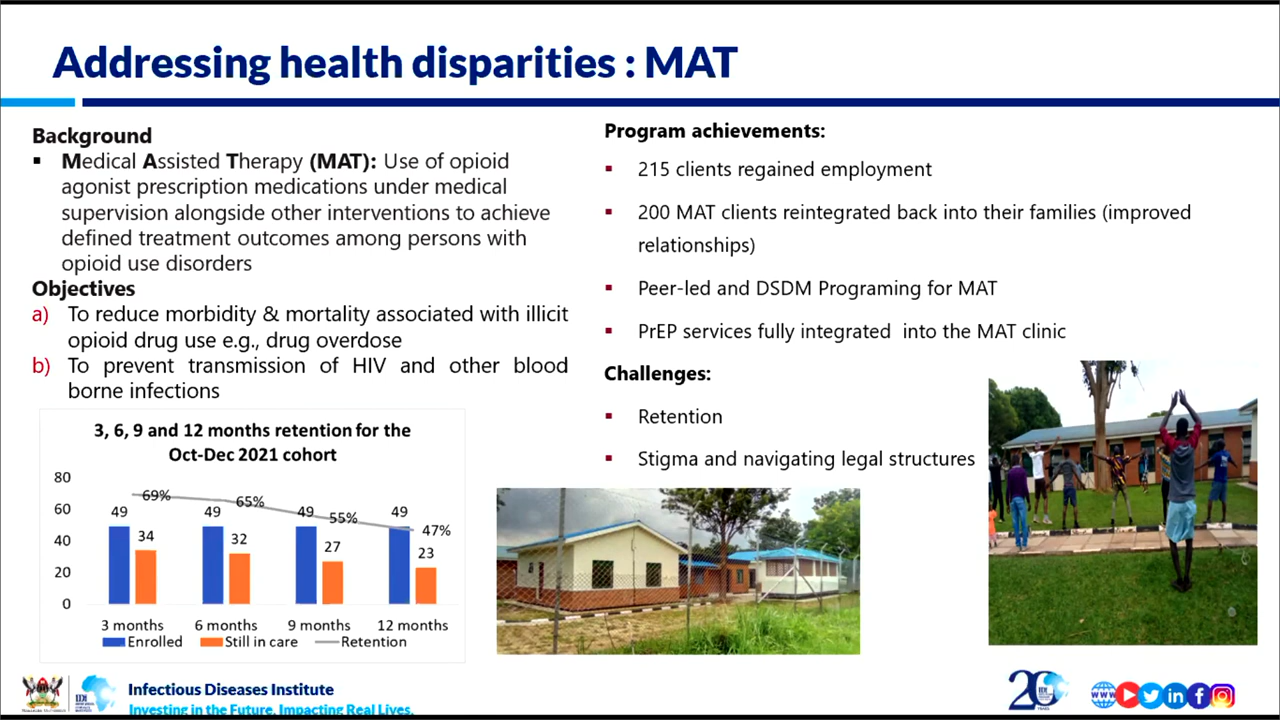 Addressing health disparities : MAT
Background
▪ Medical Assisted Therapy (MAT): Use of opioid
agonist prescription medications under medical
supervision alongside other interventions to achieve
defined treatment outcomes among persons with
opioid use disorders
Objectives
a) To reduce morbidity & mortality associated with illicit
opioid drug use e.g., drug overdose
b) To prevent transmission of HIV and other blood
borne infections
3, 6, 9 and 12 months retention for the
Oct-Dec 2021 cohort
80
60
40
20
0
69%
65%
55%
47%
49
34
49
32
49
27
49
23
3 months
6 months
9 months
12 months
Enrolled
Still in care
Retention
Program achievements:
▪ 215 clients regained employment
▪ 200 MAT clients reintegrated back into their families (improved
relationships)
▪ Peer-led and DSDM Programing for MAT
▪ PrEP services fully integrated into the MAT clinic
Challenges:
▪ Retention
▪ Stigma and navigating legal structures
IDI
Infectious Diseases Institute
Investing in the Future. Impacting Real Lives.
20
IDI
YEARS